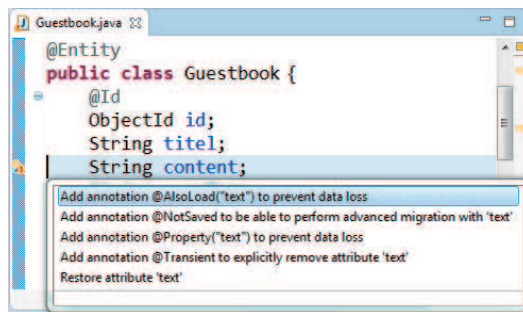 Guestbook.java
@Entity
public class Guestbook {
@Id
ObjectId id;
String titel;
String content;
Add annotation @AlsoLoad("text") to prevent data loss
Add annotation @NotSaved to be able to perform advanced migration with 'text'
Add annotation @Property("text") to prevent data loss
Add annotation @Transient to explicitly remove attribute 'text'
Restore attribute 'text'